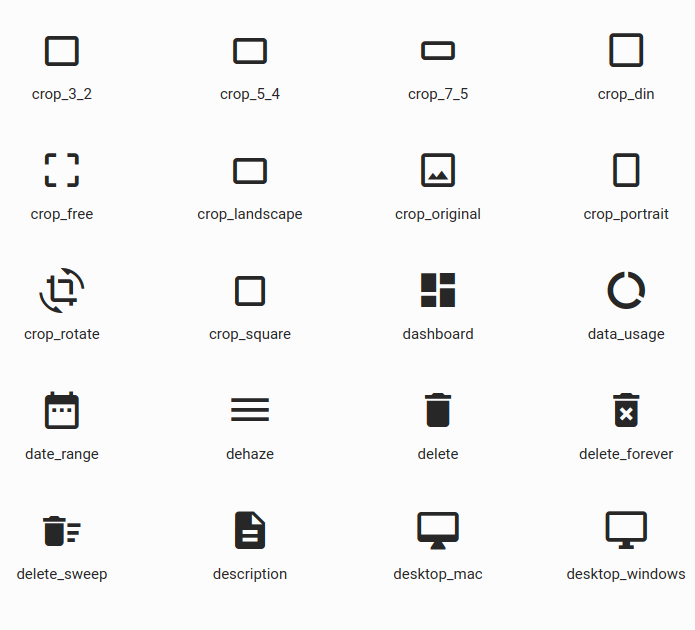 crop_3_2
crop_5_4
crop_7_5
crop_din
crop_free
crop_landscape
crop_original
crop_portrait
crop_rotate
crop_square
dashboard
data_usage
date_range
dehaze
delete
delete_forever
delete_sweep
description
desktop_mac
desktop_windows